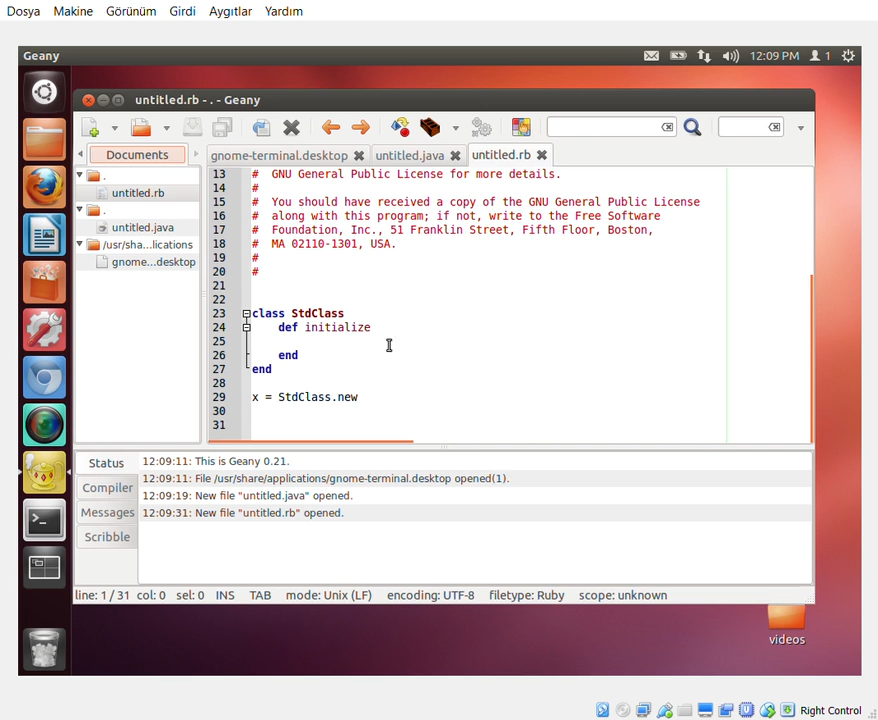 Dosya Makine Görünüm Girdi Aygıtlar Yardım
Geany 12:09 PM 1
untitled.rb - . - Geany
Documents gnome-terminal.desktop untitled.java untitled.rb
.
untitled.rb
.
untitled.java
/usr/sha...lications
gnome...desktop
13 # GNU General Public License for more details.
14 #
15 # You should have received a copy of the GNU General Public License
16 # along with this program; if not, write to the Free Software
17 # Foundation, Inc., 51 Franklin Street, Fifth Floor, Boston,
18 # MA 02110-1301, USA.
19 #
20 #
21
22
23 class StdClass
24 def initialize
25
26 end
27 end
28
29 x = StdClass.new
30
31
Status
Compiler
Messages
Scribble
12:09:11: This is Geany 0.21.
12:09:11: File /usr/share/applications/gnome-terminal.desktop opened(1).
12:09:19: New file "untitled.java" opened.
12:09:31: New file "untitled.rb" opened.
line: 1 / 31 col: 0 sel: 0 INS TAB mode: Unix (LF) encoding: UTF-8 filetype: Ruby scope: unknown
videos
Right Control